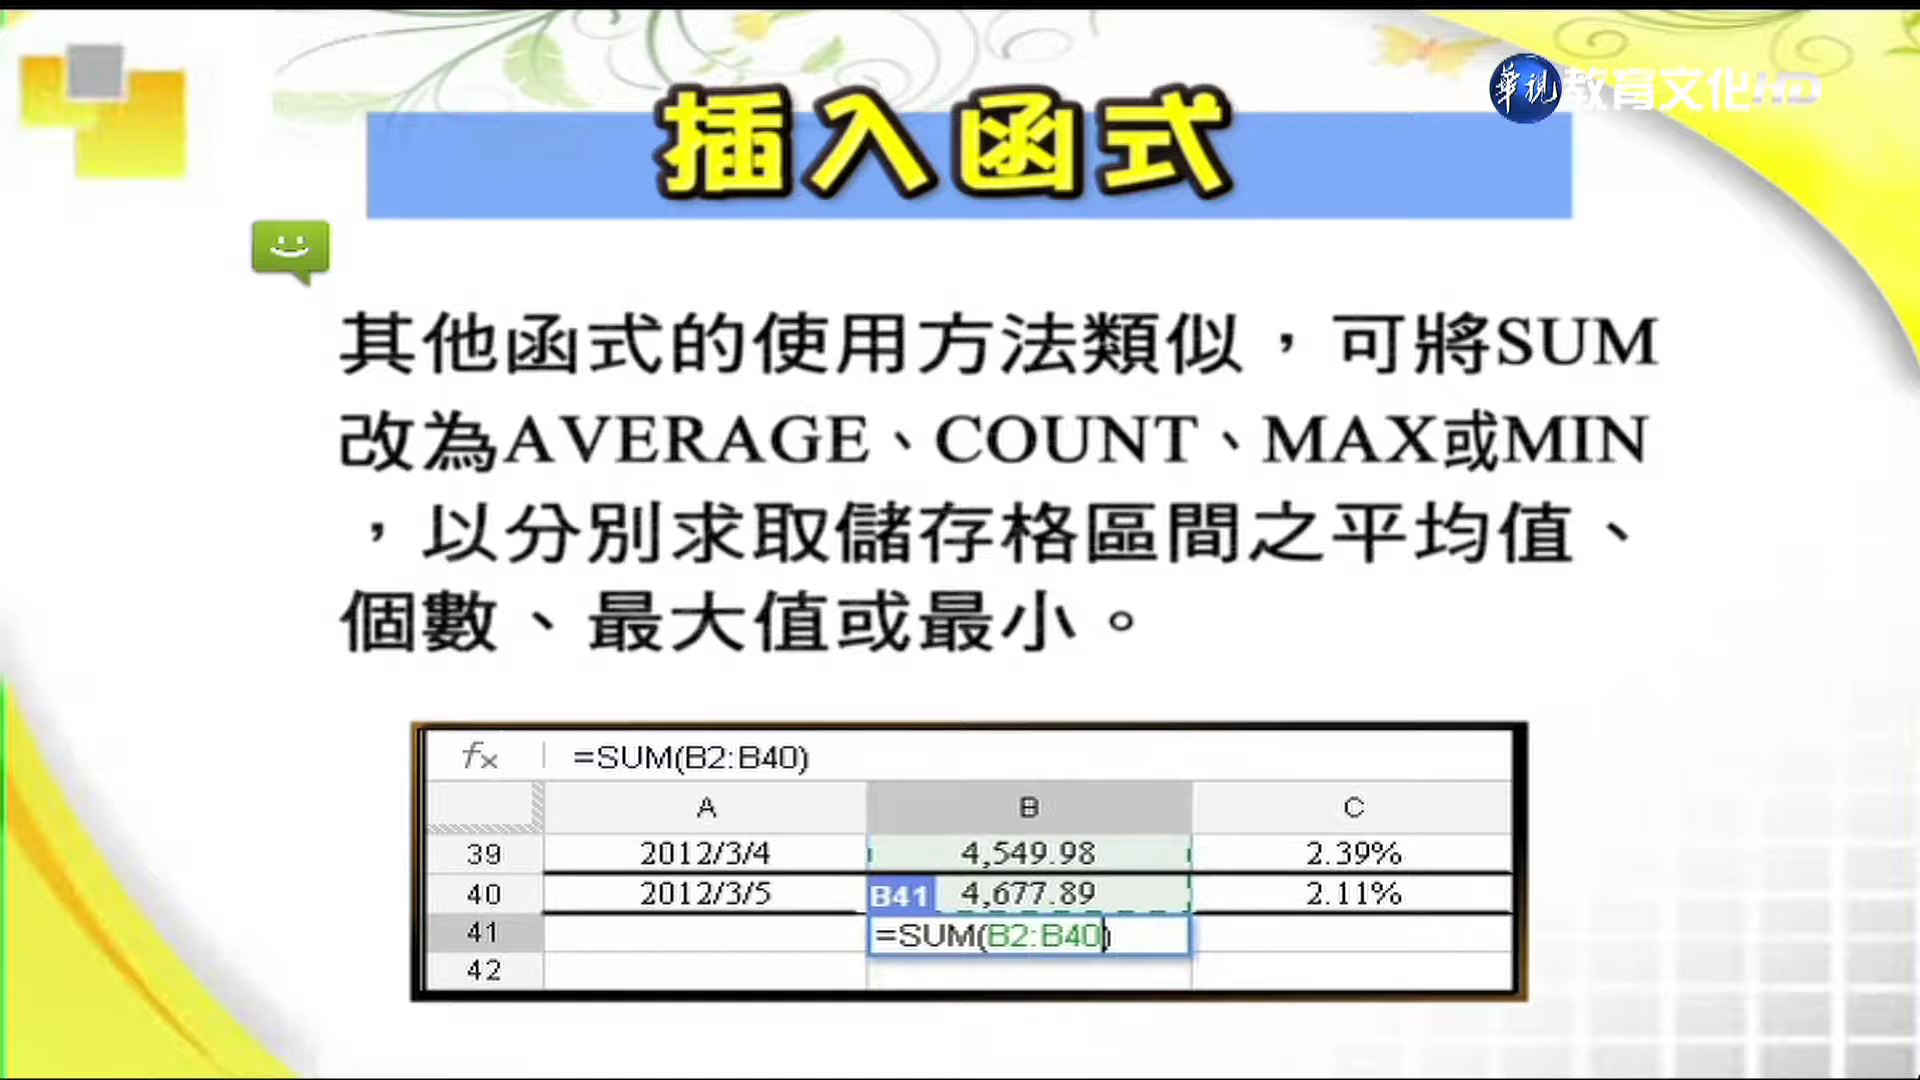 華視教育文化HD
插入函式
其他函式的使用方法類似，可將SUM
改為AVERAGE、COUNT、MAX或MIN
，以分別求取儲存格區間之平均值、
個數、最大值或最小。
fx =SUM(B2:B40)
A B C
39 2012/3/4 4,549.98 2.39%
40 2012/3/5 B41 4,677.89 2.11%
41 =SUM(B2:B40)
42